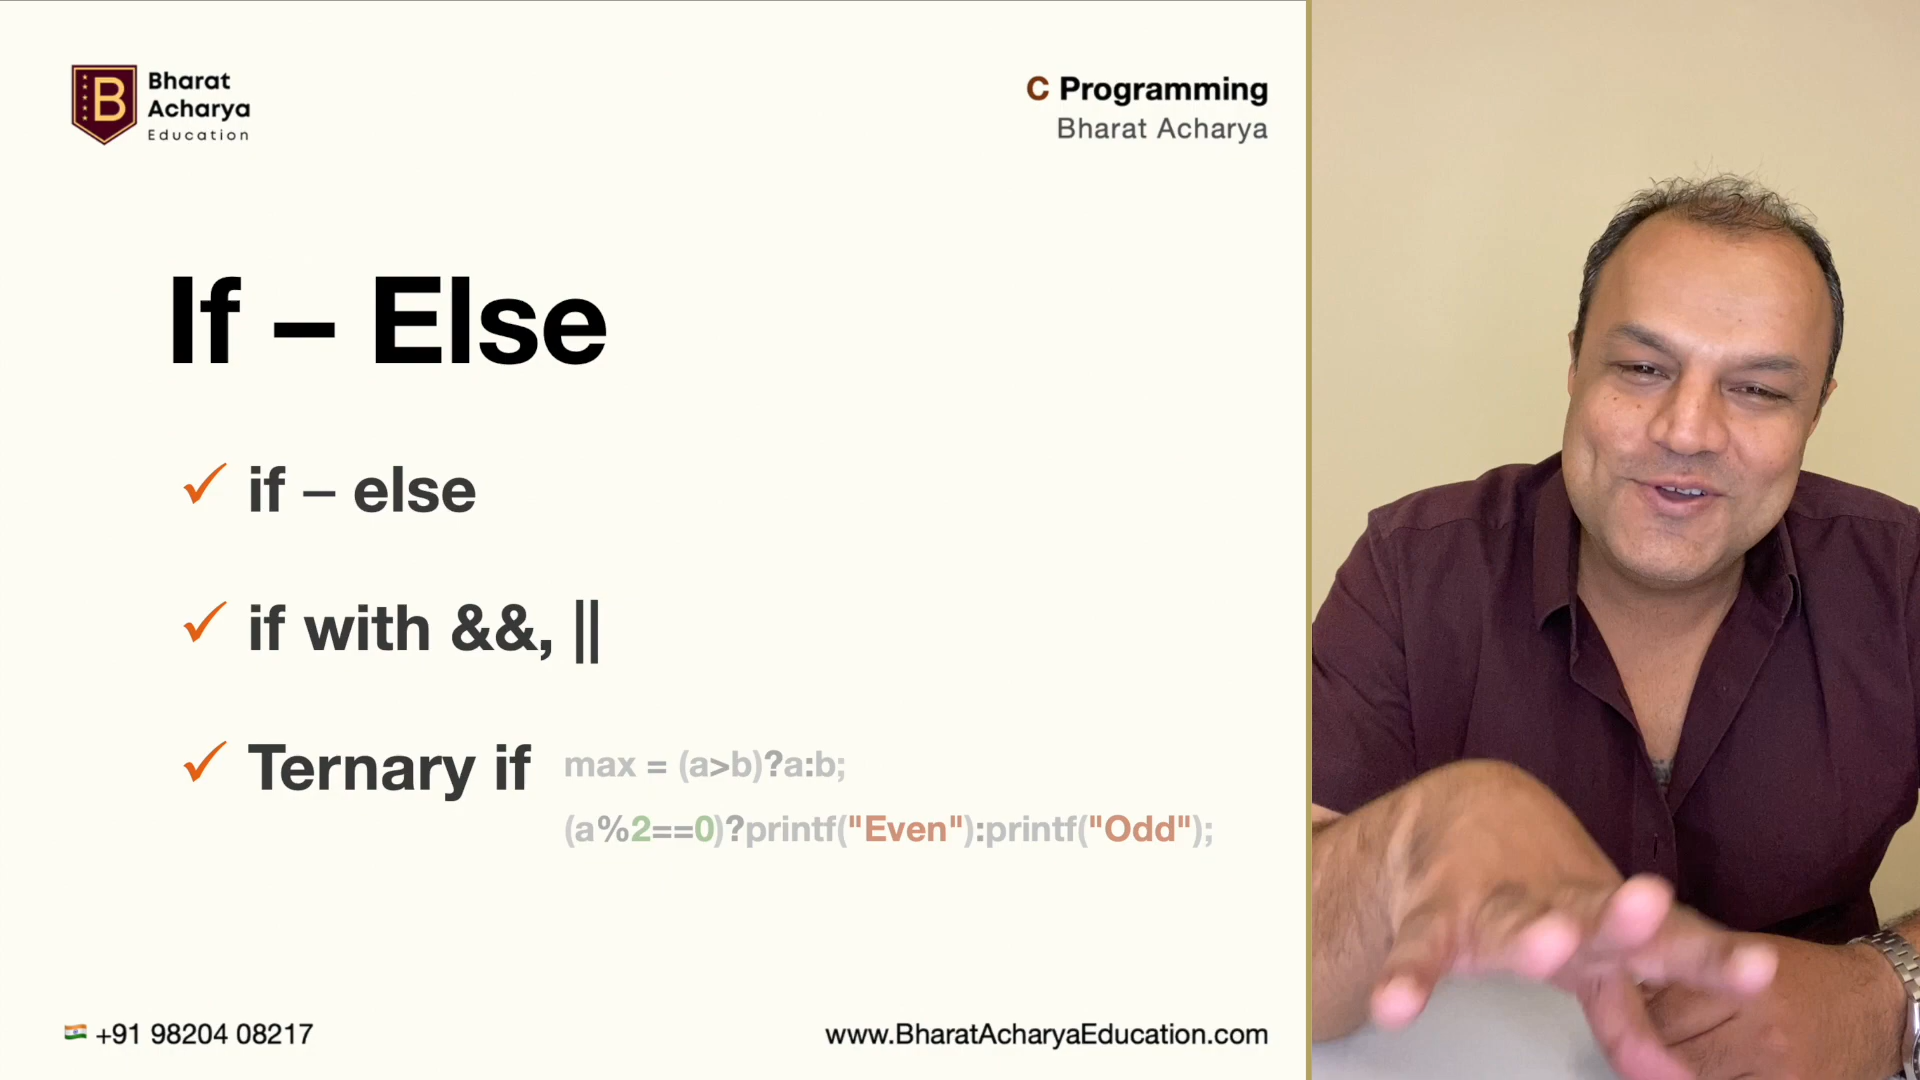 Bharat
Acharya
Education
C Programming
Bharat Acharya
If – Else
✓ if – else
✓ if with &&, ||
✓ Ternary if
max = (a>b)?a:b;
(a%2==0)?printf("Even"):printf("Odd");
+91 98204 08217
www.BharatAcharyaEducation.com